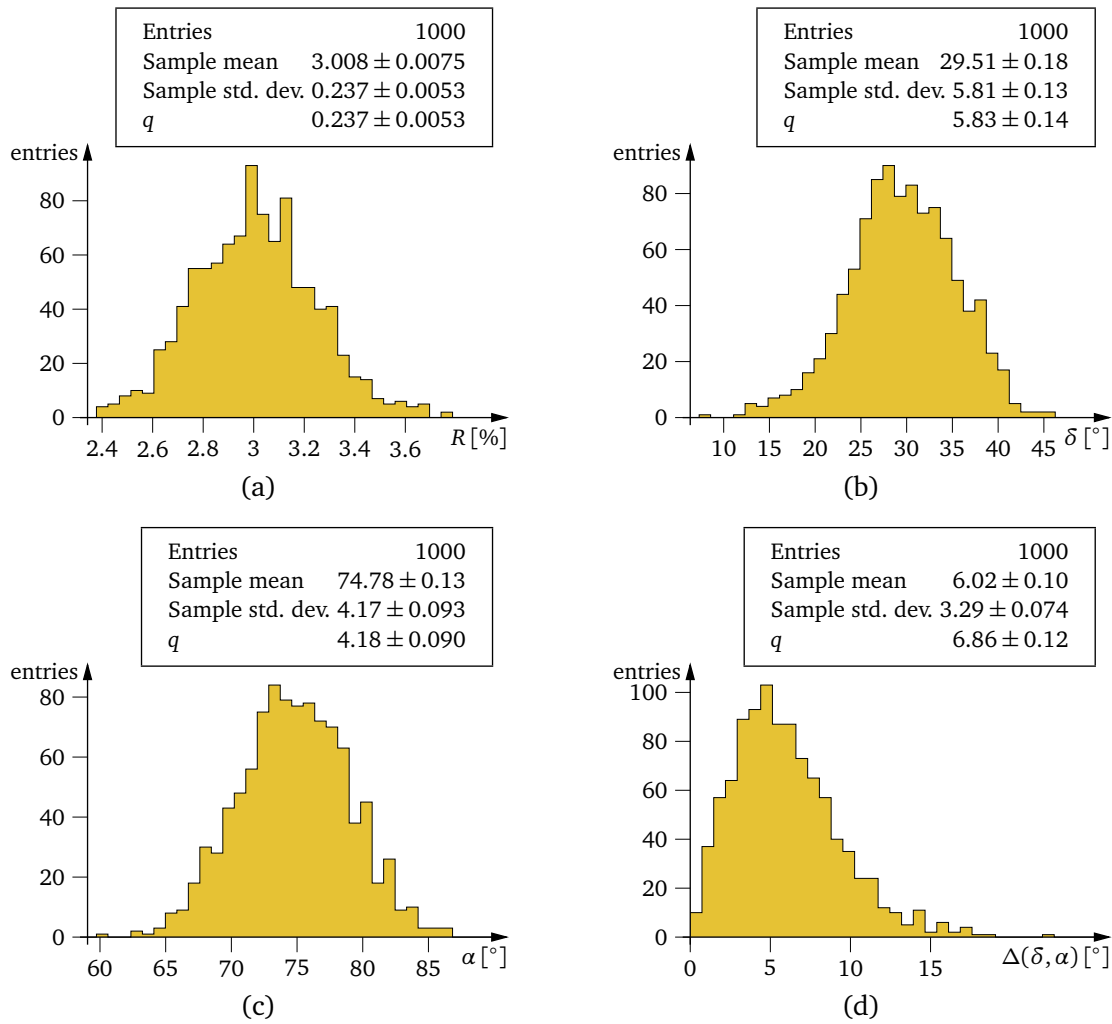 Entries 1000
Sample mean 3.008 ± 0.0075
Sample std. dev. 0.237 ± 0.0053
q 0.237 ± 0.0053
entries
80
60
40
20
0
2.4 2.6 2.8 3 3.2 3.4 3.6 R [%]
(a)
Entries 1000
Sample mean 29.51 ± 0.18
Sample std. dev. 5.81 ± 0.13
q 5.83 ± 0.14
entries
80
60
40
20
0
10 15 20 25 30 35 40 45 δ [°]
(b)
Entries 1000
Sample mean 74.78 ± 0.13
Sample std. dev. 4.17 ± 0.093
q 4.18 ± 0.090
entries
80
60
40
20
0
60 65 70 75 80 85 α [°]
(c)
Entries 1000
Sample mean 6.02 ± 0.10
Sample std. dev. 3.29 ± 0.074
q 6.86 ± 0.12
entries
100
80
60
40
20
0
0 5 10 15 Δ(δ, α) [°]
(d)